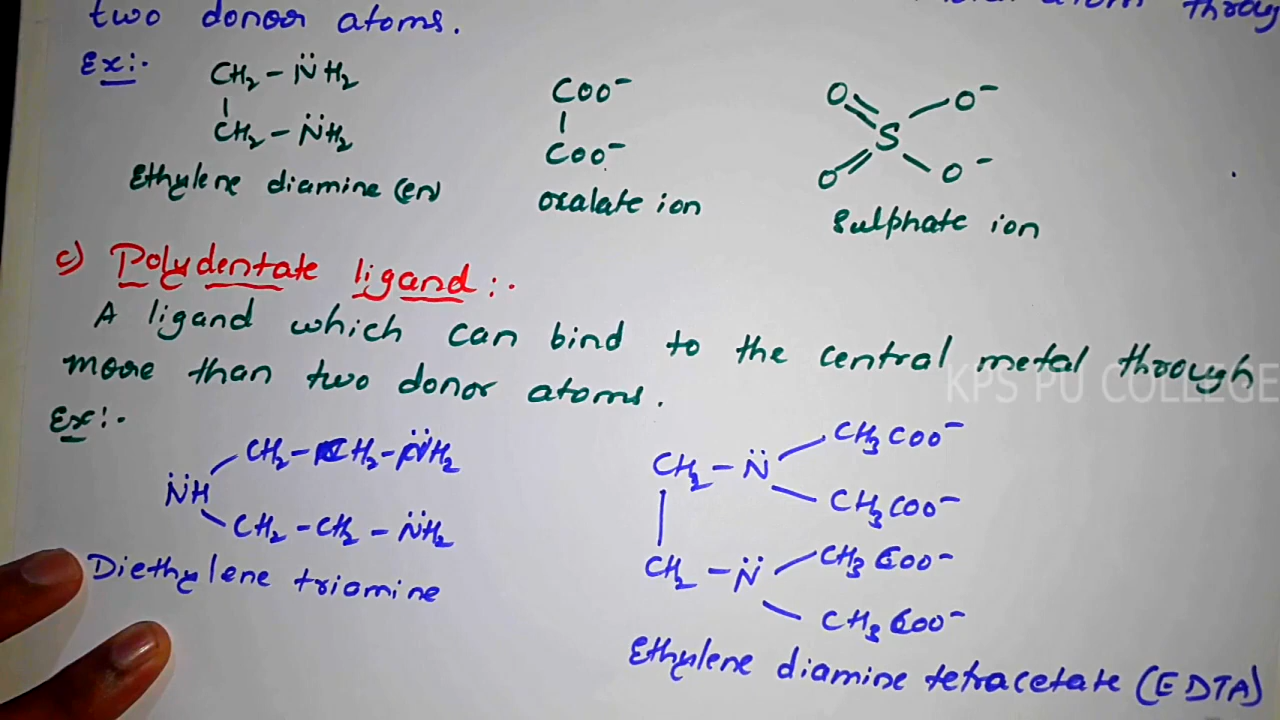 two donor atoms.
Ex:-
CH₂ - N̈H₂
CH₂ - N̈H₂
Ethylene diamine (en)
COO⁻
COO⁻
oxalate ion
O O⁻
S
O O⁻
Sulphate ion
c) Polydentate ligand :-
A ligand which can bind to the central metal through
more than two donor atoms.
KPS PU COLLEGE
Ex:-
CH₂ - CH₂ - N̈H₂
N̈H
CH₂ - CH₂ - N̈H₂
Diethylene triamine
CH₃COO⁻
CH₂ - N̈
CH₃COO⁻
CH₃COO⁻
CH₂ - N̈
CH₃COO⁻
Ethylene diamine tetracetate (EDTA)